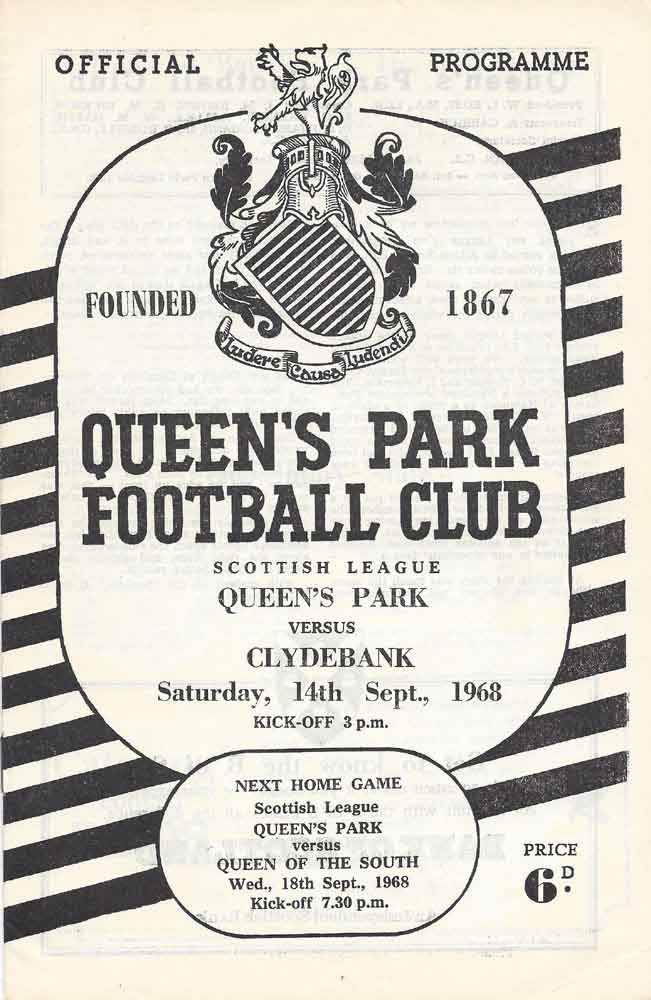 OFFICIAL PROGRAMME
FOUNDED 1867
Ludere Causa Ludendi
QUEEN'S PARK
FOOTBALL CLUB
SCOTTISH LEAGUE
QUEEN'S PARK
VERSUS
CLYDEBANK
Saturday, 14th Sept., 1968
KICK-OFF 3 p.m.
NEXT HOME GAME
Scottish League
QUEEN'S PARK
versus
QUEEN OF THE SOUTH
Wed., 18th Sept., 1968
Kick-off 7.30 p.m.
PRICE
6D.